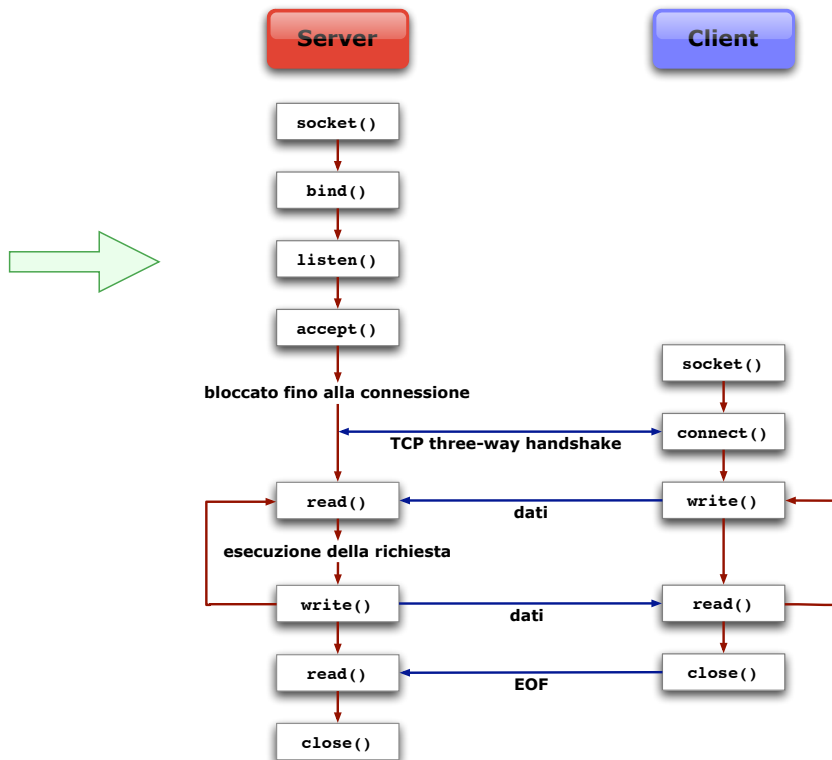 Server
Client
socket()
bind()
listen()
accept()
socket()
bloccato fino alla connessione
connect()
TCP three-way handshake
read()
write()
dati
esecuzione della richiesta
write()
read()
dati
read()
close()
EOF
close()